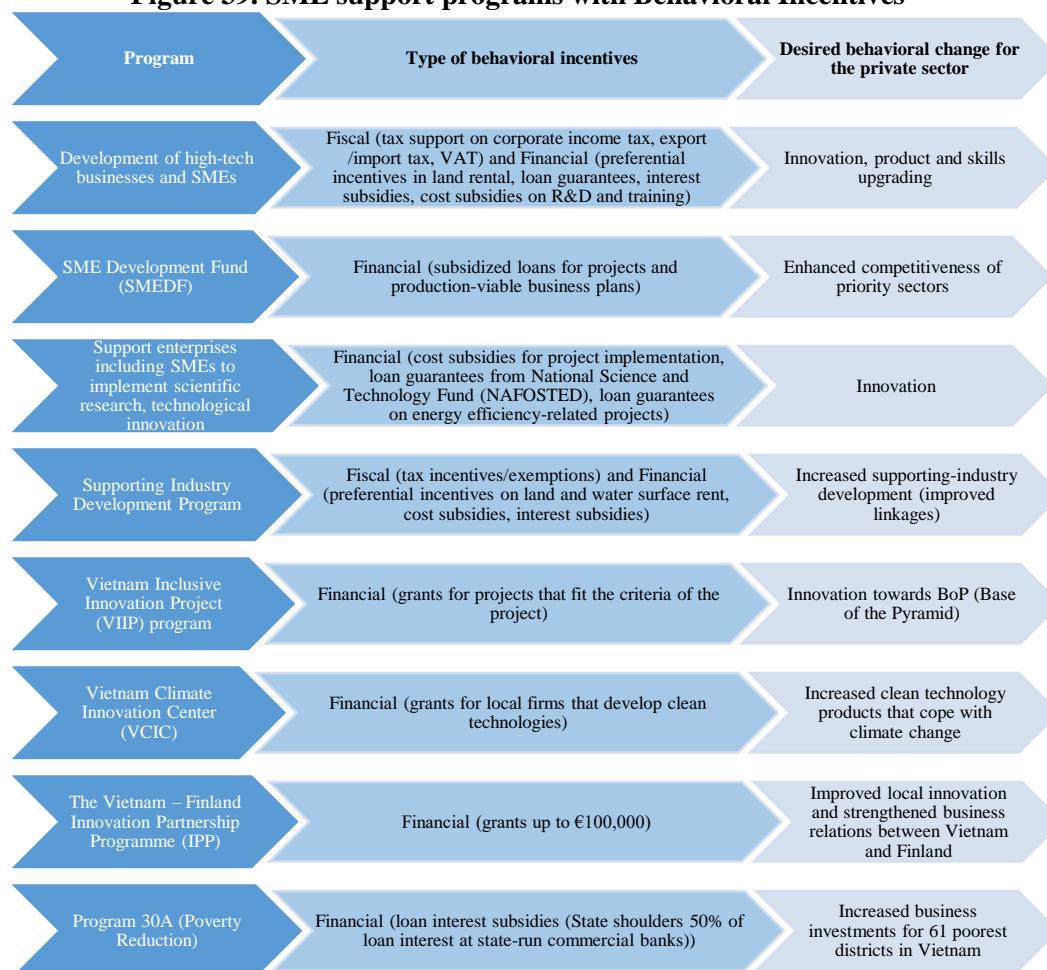 Figure 39. SME support programs with Behavioral Incentives
Program
Type of behavioral incentives
Desired behavioral change for
the private sector
Development of high-tech
businesses and SMEs
Fiscal (tax support on corporate income tax, export
/import tax, VAT) and Financial (preferential
incentives in land rental, loan guarantees, interest
subsidies, cost subsidies on R&D and training)
Innovation, product and skills
upgrading
SME Development Fund
(SMEDF)
Financial (subsidized loans for projects and
production-viable business plans)
Enhanced competitiveness of
priority sectors
Support enterprises
including SMEs to
implement scientific
research, technological
innovation
Financial (cost subsidies for project implementation,
loan guarantees from National Science and
Technology Fund (NAFOSTED), loan guarantees
on energy efficiency-related projects)
Innovation
Supporting Industry
Development Program
Fiscal (tax incentives/exemptions) and Financial
(preferential incentives on land and water surface rent,
cost subsidies, interest subsidies)
Increased supporting-industry
development (improved
linkages)
Vietnam Inclusive
Innovation Project
(VIIP) program
Financial (grants for projects that fit the criteria of the
project)
Innovation towards BoP (Base
of the Pyramid)
Vietnam Climate
Innovation Center
(VCIC)
Financial (grants for local firms that develop clean
technologies)
Increased clean technology
products that cope with
climate change
The Vietnam – Finland
Innovation Partnership
Programme (IPP)
Financial (grants up to €100,000)
Improved local innovation
and strengthened business
relations between Vietnam
and Finland
Program 30A (Poverty
Reduction)
Financial (loan interest subsidies (State shoulders 50% of
loan interest at state-run commercial banks))
Increased business
investments for 61 poorest
districts in Vietnam